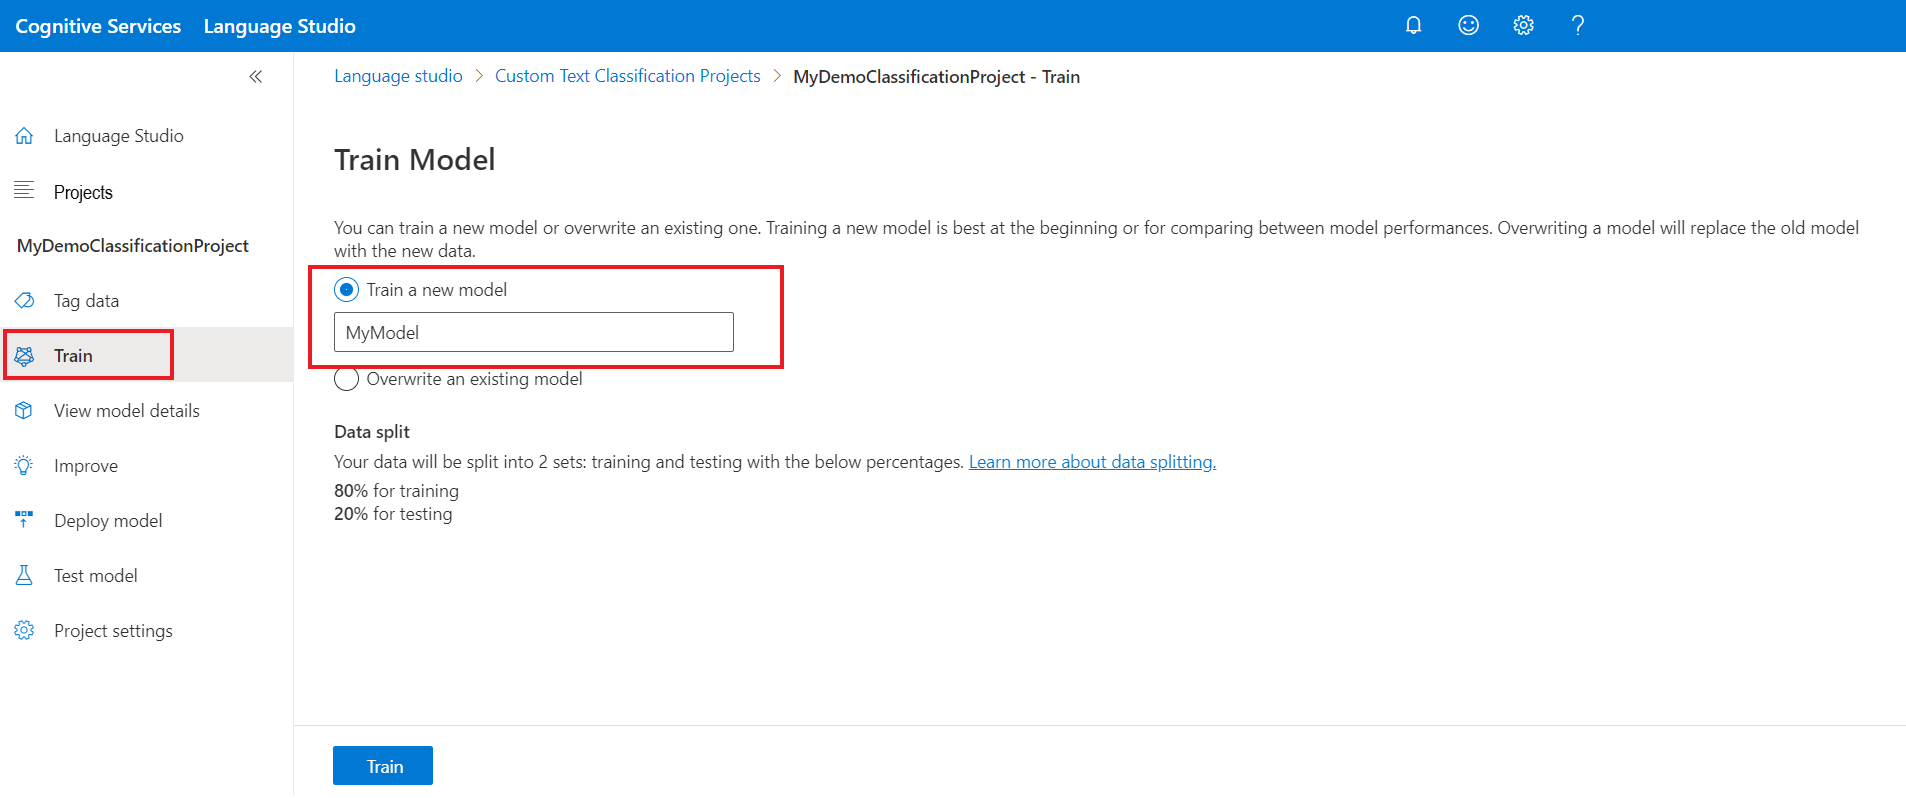 Cognitive Services Language Studio
Language studio > Custom Text Classification Projects > MyDemoClassificationProject - Train
Language Studio
Projects
MyDemoClassificationProject
Tag data
Train
View model details
Improve
Deploy model
Test model
Project settings
Train Model
You can train a new model or overwrite an existing one. Training a new model is best at the beginning or for comparing between model performances. Overwriting a model will replace the old model
with the new data.
Train a new model
MyModel
Overwrite an existing model
Data split
Your data will be split into 2 sets: training and testing with the below percentages. Learn more about data splitting.
80% for training
20% for testing
Train